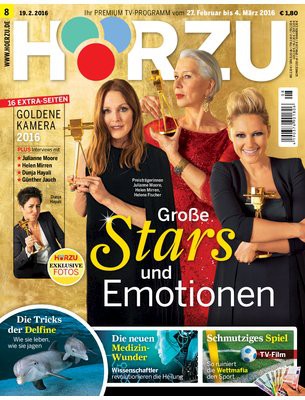 8
19.2.2016
Ihr PREMIUM TV-PROGRAMM vom 27. Februar bis 4. März 2016
€ 1,80
WWW.HOERZU.DE
HÖRZU
16 EXTRA-SEITEN
GOLDENE
KAMERA
2016
PLUS Interviews mit
• Julianne Moore
• Helen Mirren
• Dunja Hayali
• Günther Jauch
Dunja
Hayali
HÖRZU
EXKLUSIVE
FOTOS
Preisträgerinnen
Julianne Moore,
Helen Mirren,
Helene Fischer
Große
Stars
und
Emotionen
Die Tricks
der Delfine
Wie sie leben,
wie sie jagen
Die neuen
Medizin-
Wunder
Wissenschaftler
revolutionieren die Heilung
Schmutziges Spiel
TV-Film
So ruiniert
die Wettmafia
den Sport